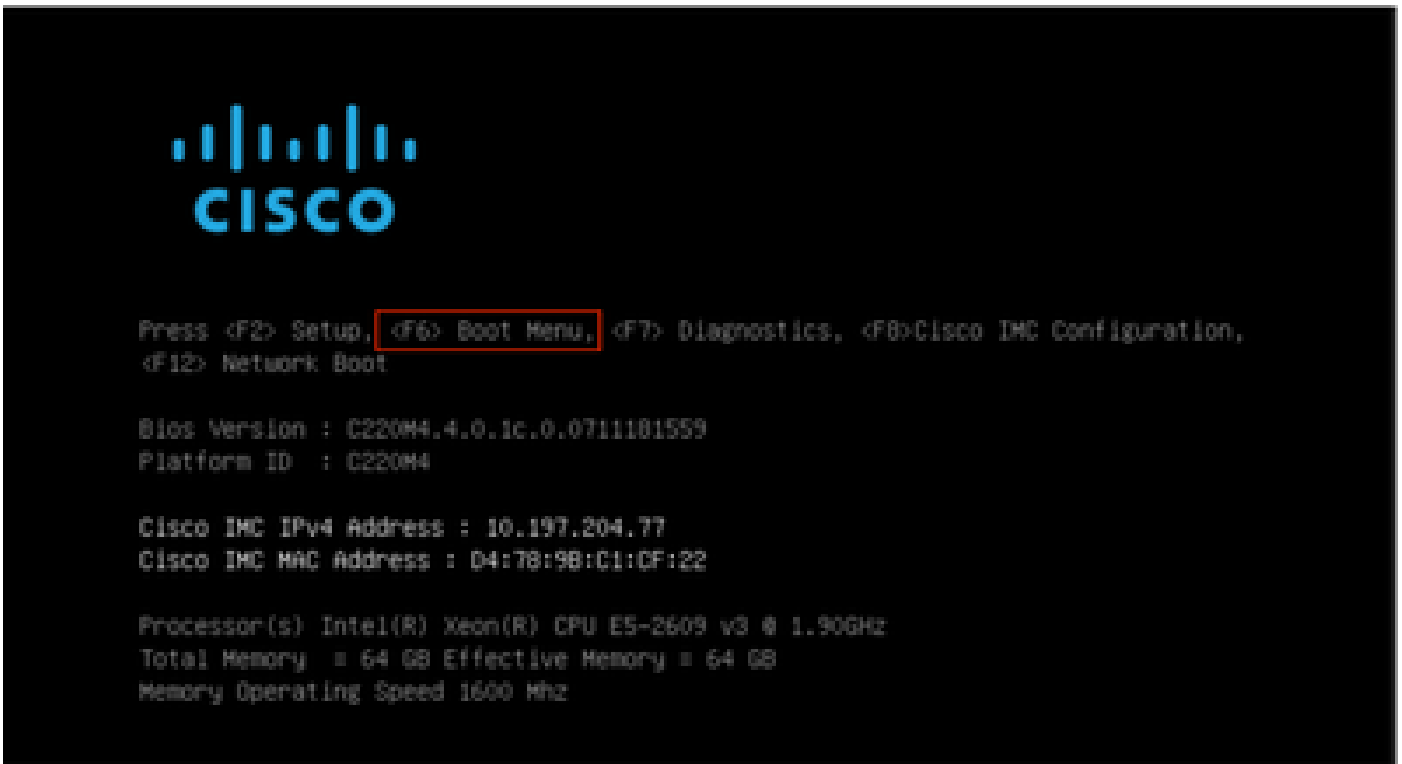 CISCO
Press <F2> Setup, <F6> Boot Menu, <F7> Diagnostics, <F8>Cisco IMC Configuration,
<F12> Network Boot
Bios Version : C220M4.4.0.1c.0.0711181559
Platform ID : C220M4
Cisco IMC IPv4 Address : 10.197.204.77
Cisco IMC MAC Address : D4:78:9B:C1:CF:22
Processor(s) Intel(R) Xeon(R) CPU E5-2609 v3 @ 1.90GHz
Total Memory = 64 GB Effective Memory = 64 GB
Memory Operating Speed 1600 Mhz